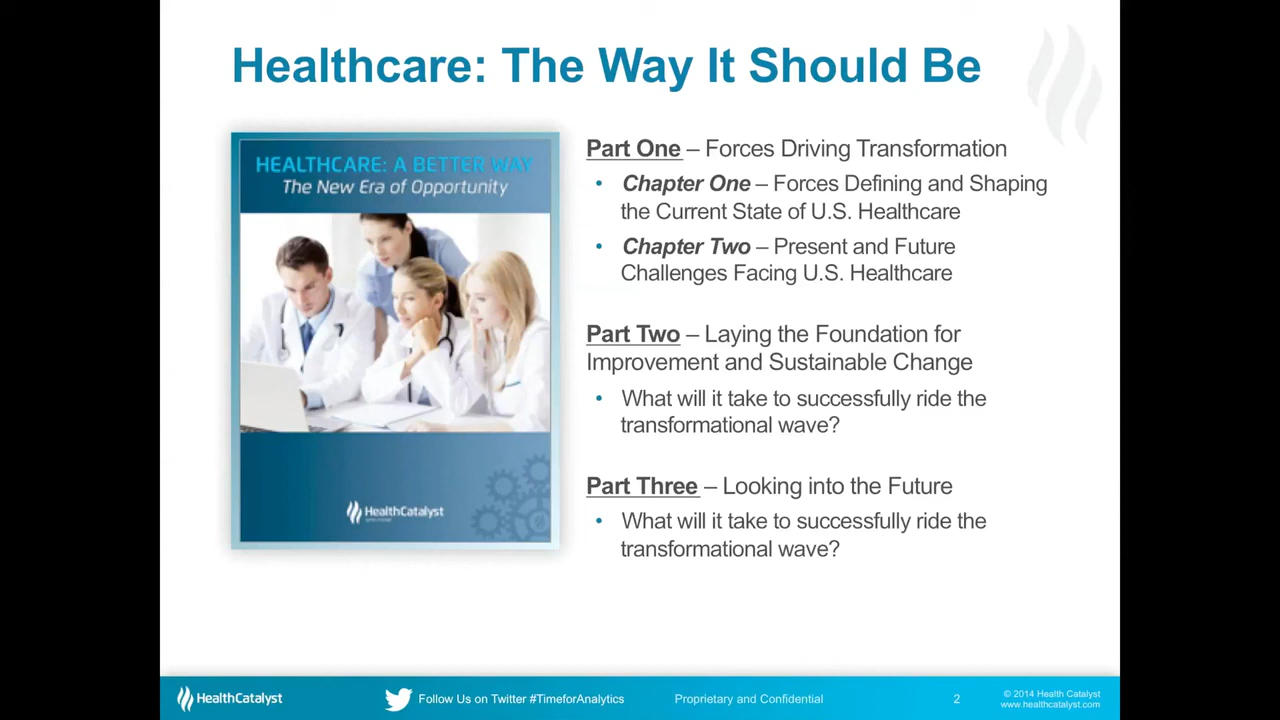 Healthcare: The Way It Should Be
HEALTHCARE: A BETTER WAY
The New Era of Opportunity
HealthCatalyst
Part One – Forces Driving Transformation
• Chapter One – Forces Defining and Shaping
the Current State of U.S. Healthcare
• Chapter Two – Present and Future
Challenges Facing U.S. Healthcare
Part Two – Laying the Foundation for
Improvement and Sustainable Change
• What will it take to successfully ride the
transformational wave?
Part Three – Looking into the Future
• What will it take to successfully ride the
transformational wave?
HealthCatalyst
Follow Us on Twitter #TimeforAnalytics
Proprietary and Confidential
2
© 2014 Health Catalyst
www.healthcatalyst.com